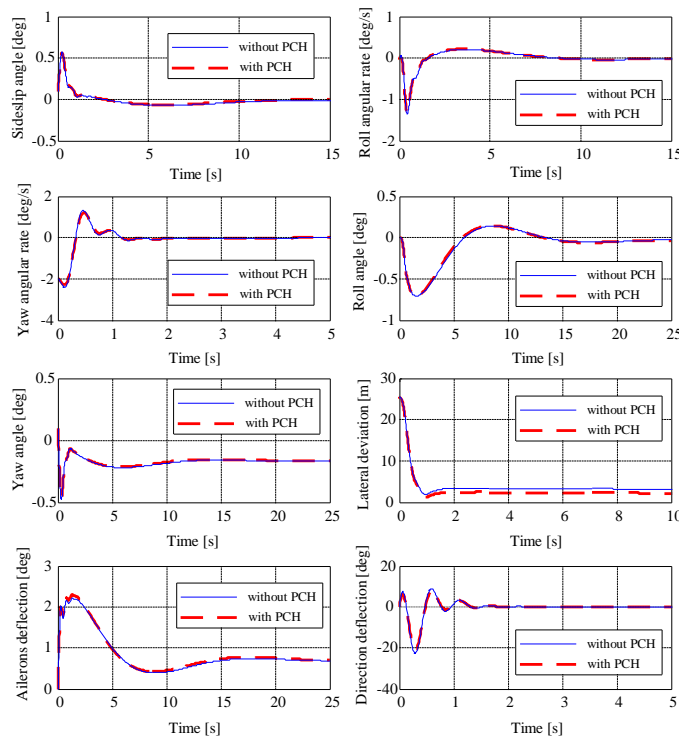 Sideslip angle [deg]
1
0.5
0
-0.5
0
5
10
15
Time [s]
without PCH
with PCH
Roll angular rate [deg/s]
1
0
-1
-2
0
5
10
15
Time [s]
without PCH
with PCH
Yaw angular rate [deg/s]
2
0
-2
-4
0
1
2
3
4
5
Time [s]
without PCH
with PCH
Roll angle [deg]
0.5
0
-0.5
-1
0
5
10
15
20
25
Time [s]
without PCH
with PCH
Yaw angle [deg]
0.5
0
-0.5
0
5
10
15
20
25
Time [s]
without PCH
with PCH
Lateral deviation [m]
30
20
10
0
0
2
4
6
8
10
Time [s]
without PCH
with PCH
Ailerons deflection [deg]
3
2
1
0
0
5
10
15
20
25
Time [s]
without PCH
with PCH
Direction deflection [deg]
20
0
-20
-40
0
1
2
3
4
5
Time [s]
without PCH
with PCH